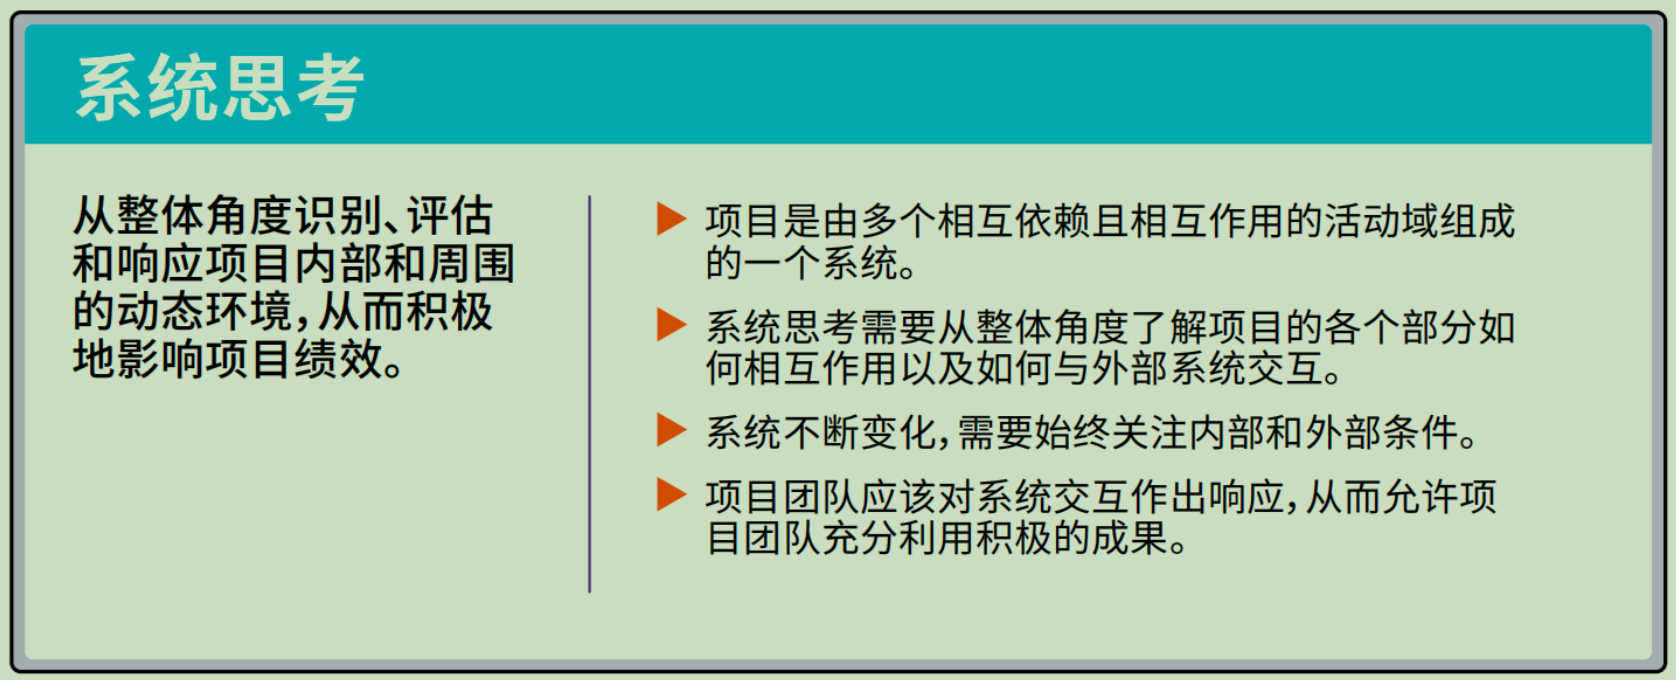 系统思考
从整体角度识别、评估
和响应项目内部和周围
的动态环境，从而积极
地影响项目绩效。
项目是由多个相互依赖且相互作用的活动域组成
的一个系统。
系统思考需要从整体角度了解项目的各个部分如
何相互作用以及如何与外部系统交互。
系统不断变化，需要始终关注内部和外部条件。
项目团队应该对系统交互作出响应，从而允许项
目团队充分利用积极的成果。